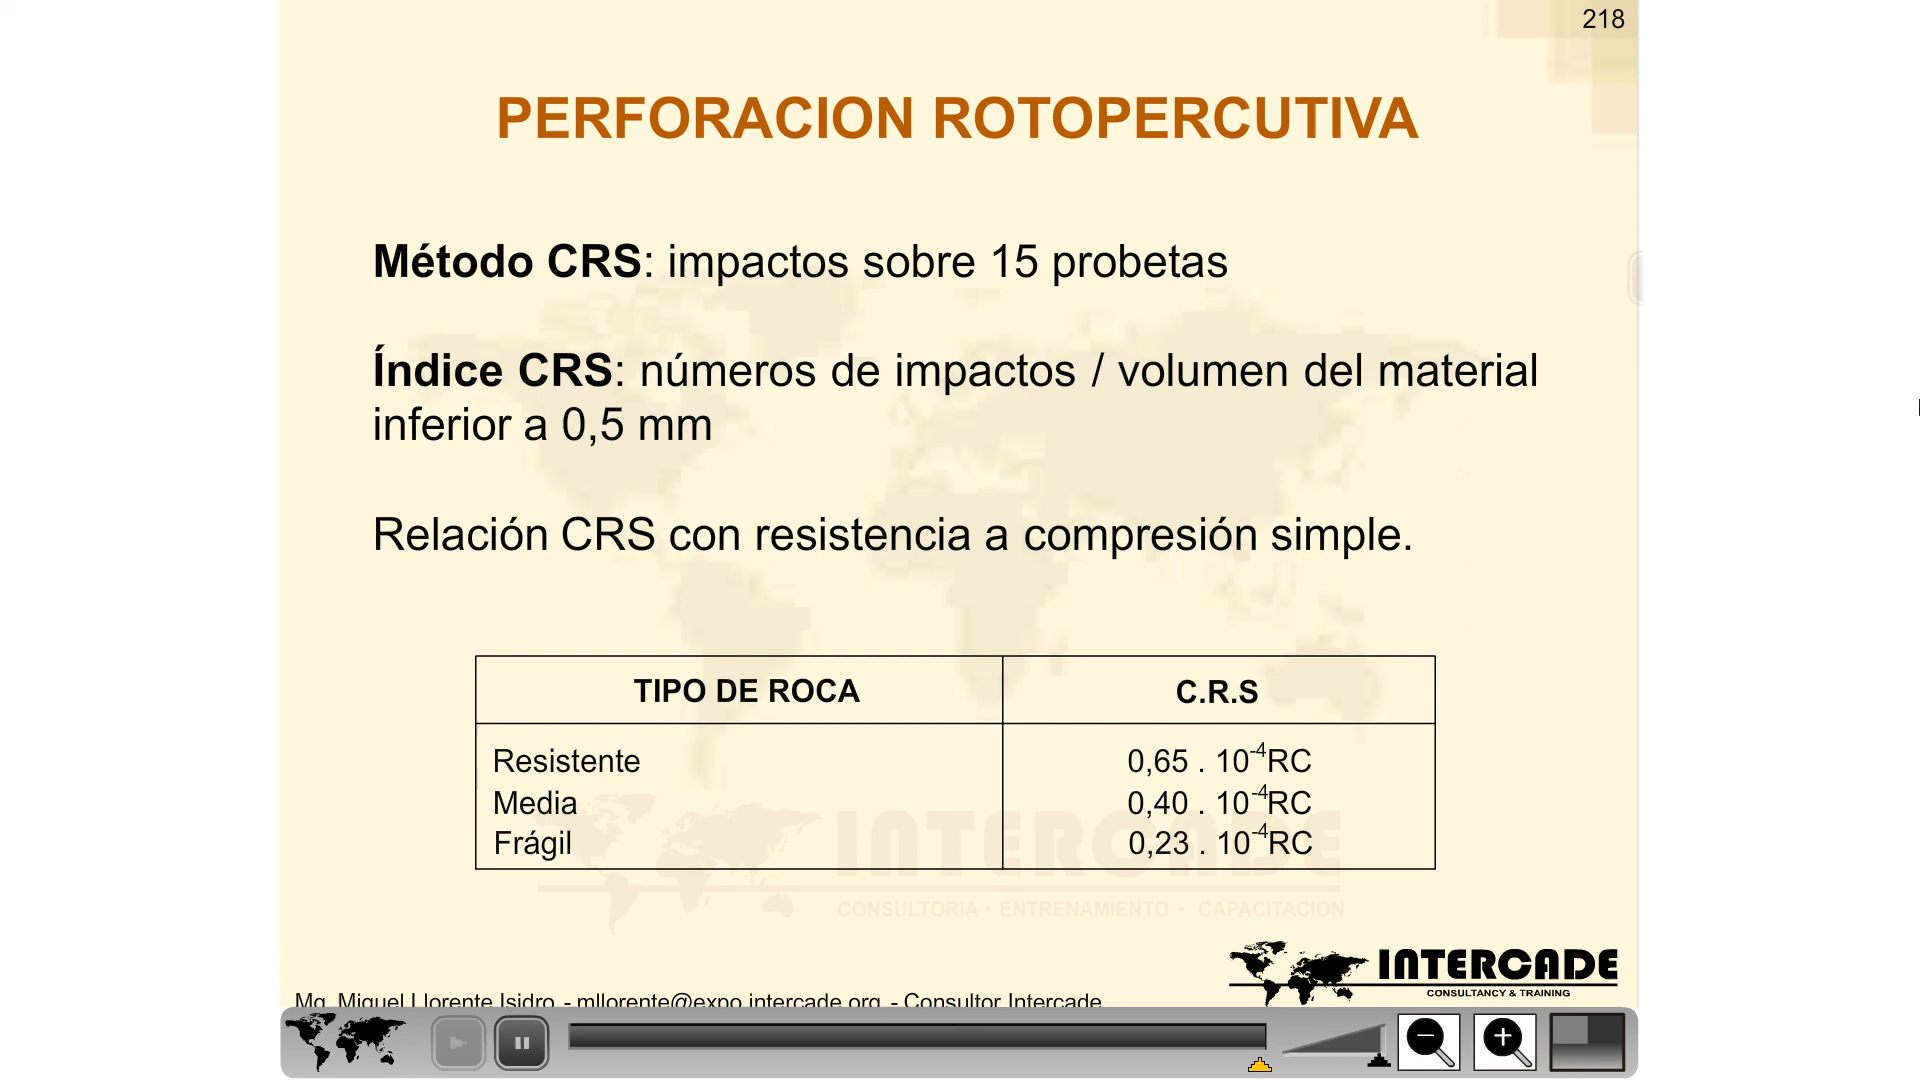 218
PERFORACION ROTOPERCUTIVA
Método CRS: impactos sobre 15 probetas
Índice CRS: números de impactos / volumen del material
inferior a 0,5 mm
Relación CRS con resistencia a compresión simple.
TIPO DE ROCA C.R.S
Resistente 0,65 . 10⁻⁴RC
Media 0,40 . 10⁻⁴RC
Frágil 0,23 . 10⁻⁴RC
INTERCADE
CONSULTORIA • ENTRENAMIENTO • CAPACITACION
INTERCADE
CONSULTANCY & TRAINING
Mg. Miguel Llorente Isidro - mllorente@expo.intercade.org - Consultor Intercade